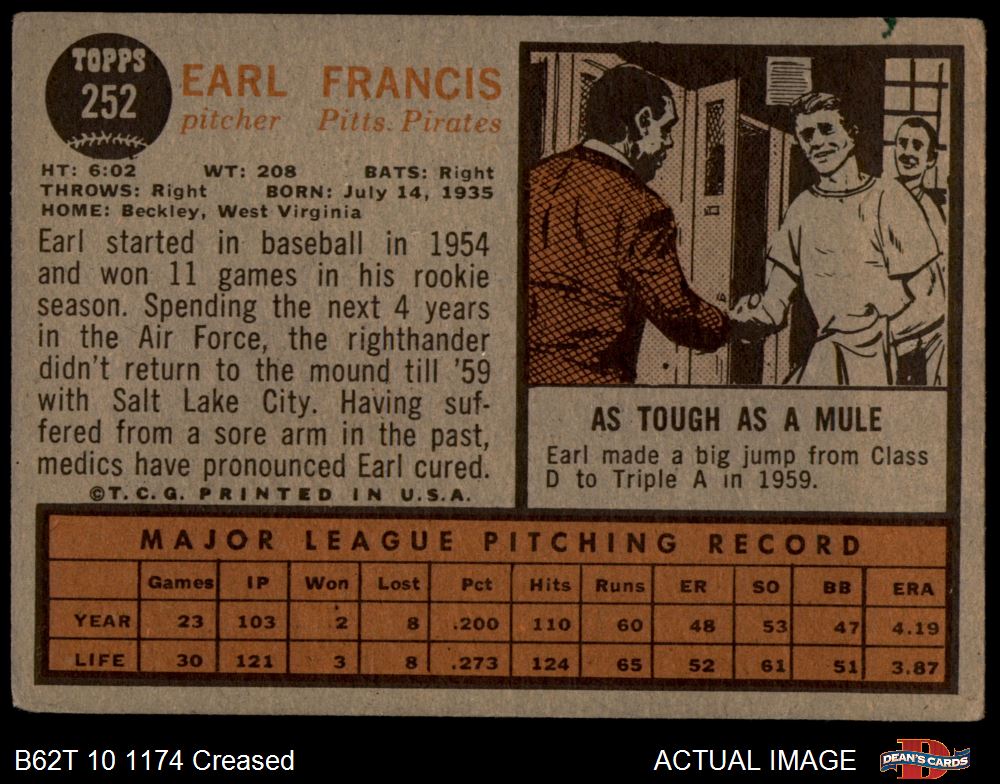 TOPPS
252
EARL FRANCIS
pitcher Pitts. Pirates
HT: 6:02 WT: 208 BATS: Right
THROWS: Right BORN: July 14, 1935
HOME: Beckley, West Virginia
Earl started in baseball in 1954
and won 11 games in his rookie
season. Spending the next 4 years
in the Air Force, the righthander
didn't return to the mound till '59
with Salt Lake City. Having suf-
fered from a sore arm in the past,
medics have pronounced Earl cured.
©T.C.G. PRINTED IN U.S.A.
AS TOUGH AS A MULE
Earl made a big jump from Class
D to Triple A in 1959.
MAJOR LEAGUE PITCHING RECORD
Games IP Won Lost Pct Hits Runs ER SO BB ERA
YEAR 23 103 2 8 .200 110 60 48 53 47 4.19
LIFE 30 121 3 8 .273 124 65 52 61 51 3.87
B62T 10 1174 Creased
ACTUAL IMAGE
DEAN'S CARDS